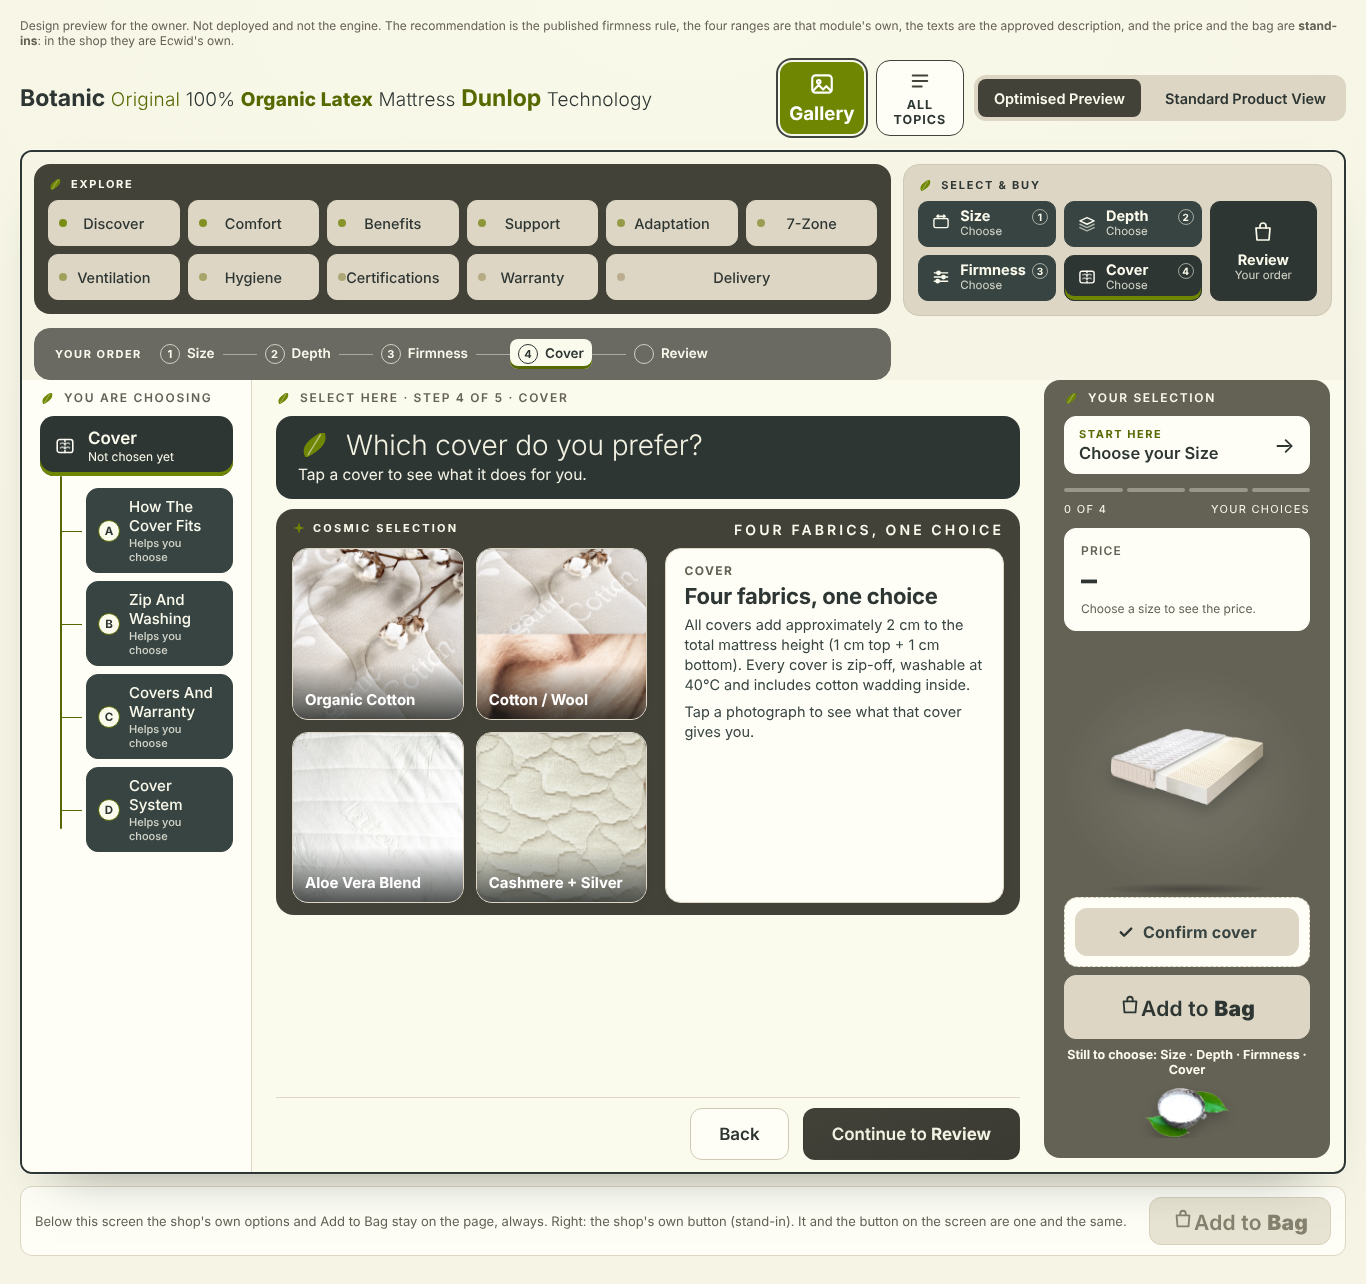 Design preview for the owner. Not deployed and not the engine. The recommendation is the published firmness rule, the four ranges are that module's own, the texts are the approved description, and the price and the bag are stand-
ins: in the shop they are Ecwid's own.
Botanic Original 100% Organic Latex Mattress Dunlop Technology
Gallery
ALL
TOPICS
Optimised Preview
Standard Product View
EXPLORE
Discover
Comfort
Benefits
Support
Adaptation
7-Zone
Ventilation
Hygiene
Certifications
Warranty
Delivery
SELECT & BUY
Size
Choose
1
Depth
Choose
2
Firmness
Choose
3
Cover
Choose
4
Review
Your order
YOUR ORDER
1 Size
2 Depth
3 Firmness
4 Cover
Review
YOU ARE CHOOSING
Cover
Not chosen yet
A
How The
Cover Fits
Helps you
choose
B
Zip And
Washing
Helps you
choose
C
Covers And
Warranty
Helps you
choose
D
Cover
System
Helps you
choose
SELECT HERE · STEP 4 OF 5 · COVER
Which cover do you prefer?
Tap a cover to see what it does for you.
COSMIC SELECTION
FOUR FABRICS, ONE CHOICE
Organic Cotton
Cotton / Wool
Aloe Vera Blend
Cashmere + Silver
COVER
Four fabrics, one choice
All covers add approximately 2 cm to the
total mattress height (1 cm top + 1 cm
bottom). Every cover is zip-off, washable at
40°C and includes cotton wadding inside.
Tap a photograph to see what that cover
gives you.
Back
Continue to Review
YOUR SELECTION
START HERE
Choose your Size
0 OF 4
YOUR CHOICES
PRICE
–
Choose a size to see the price.
Confirm cover
Add to Bag
Still to choose: Size · Depth · Firmness ·
Cover
Below this screen the shop's own options and Add to Bag stay on the page, always. Right: the shop's own button (stand-in). It and the button on the screen are one and the same.
Add to Bag